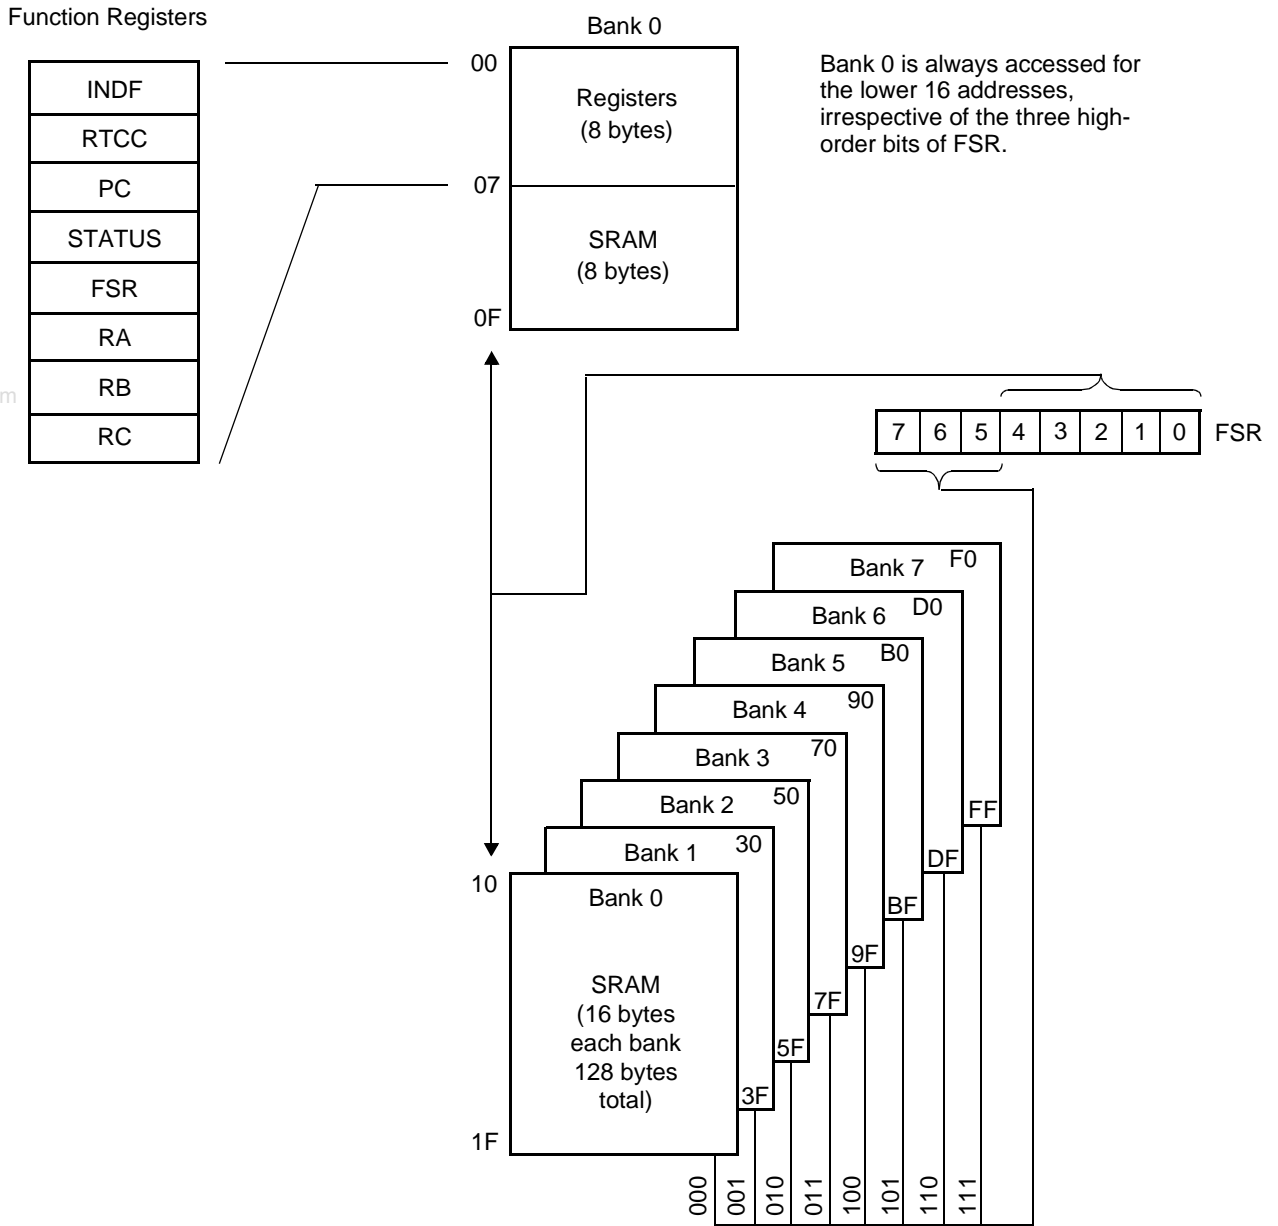 Function Registers
INDF
RTCC
PC
STATUS
FSR
RA
RB
RC
m
Bank 0
00
Registers
(8 bytes)
07
SRAM
(8 bytes)
0F
Bank 0 is always accessed for
the lower 16 addresses,
irrespective of the three high-
order bits of FSR.
7 6 5 4 3 2 1 0 FSR
Bank 7 F0
Bank 6 D0
Bank 5 B0
Bank 4 90
Bank 3 70
Bank 2 50
Bank 1 30
10
Bank 0
SRAM
(16 bytes
each bank
128 bytes
total)
1F
3F
5F
7F
9F
BF
DF
FF
000
001
010
011
100
101
110
111